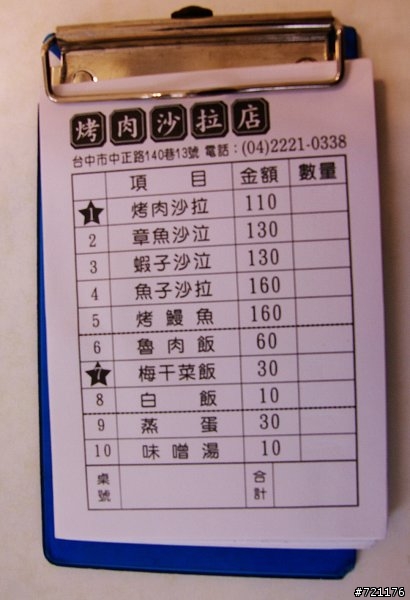 烤肉沙拉店
台中市中正路140巷13號 電話：(04)2221-0338
項 目 金額 數量
1 烤肉沙拉 110
2 章魚沙泣 130
3 蝦子沙泣 130
4 魚子沙拉 160
5 烤鰻魚 160
6 魯肉飯 60
7 梅干菜飯 30
8 白飯 10
9 蒸蛋 30
10 味噌湯 10
桌號 合計
#721176